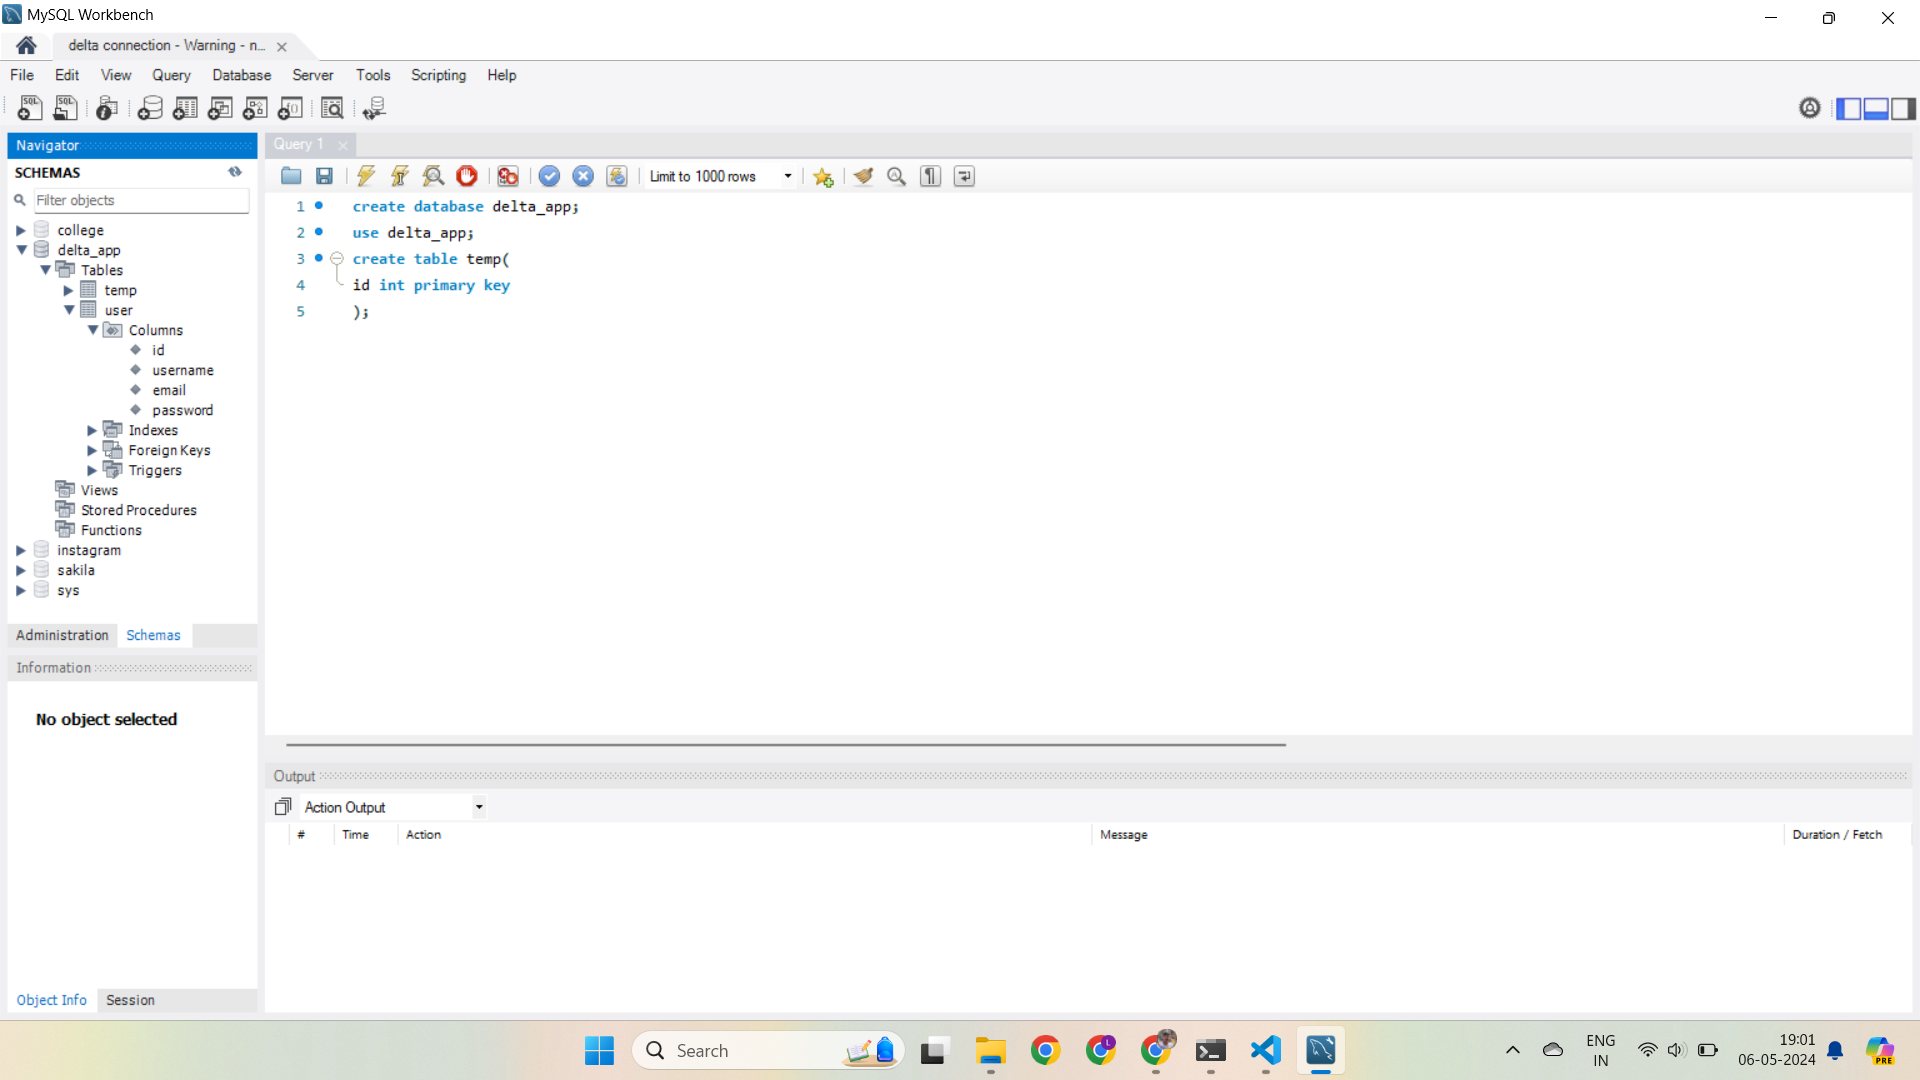 MySQL Workbench
delta connection - Warning - n...
File Edit View Query Database Server Tools Scripting Help
Navigator
SCHEMAS
Filter objects
college
delta_app
Tables
temp
user
Columns
id
username
email
password
Indexes
Foreign Keys
Triggers
Views
Stored Procedures
Functions
instagram
sakila
sys
Administration Schemas
Information
No object selected
Object Info Session
Query 1
Limit to 1000 rows
1 create database delta_app;
2 use delta_app;
3 create table temp(
4 id int primary key
5 );
Output
Action Output
# Time Action Message Duration / Fetch
Search
ENG
IN
19:01
06-05-2024